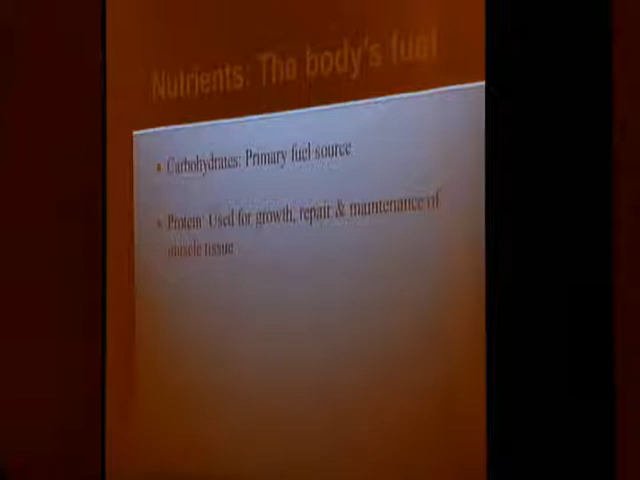 Nutrients: The body's fuel
• Carbohydrates: Primary fuel source
• Protein: Used for growth, repair & maintenance of
muscle tissue